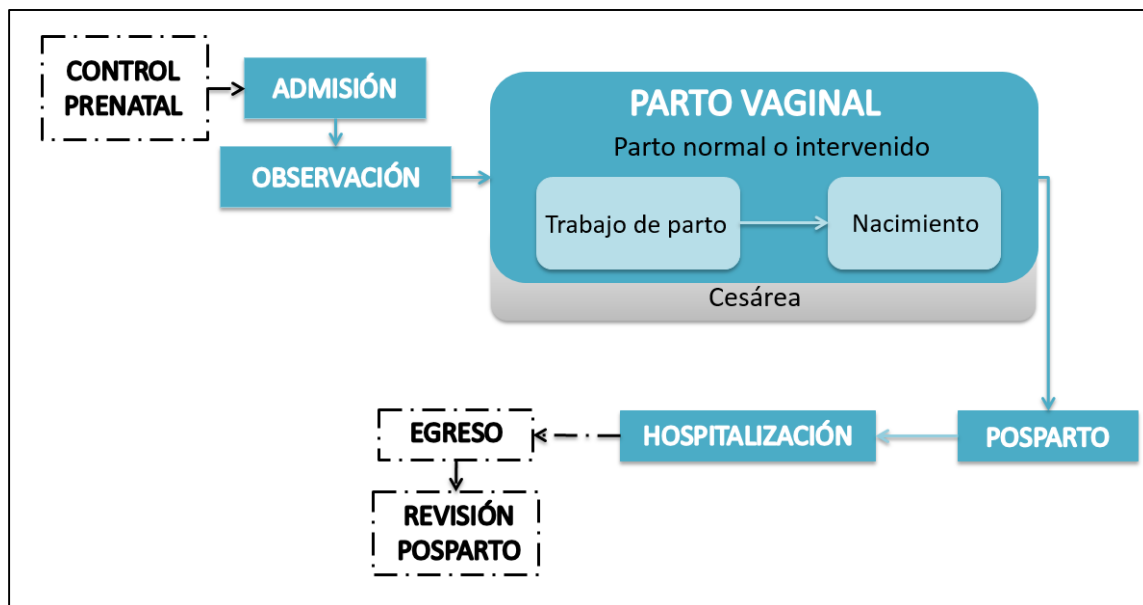 CONTROL
PRENATAL
ADMISIÓN
OBSERVACIÓN
PARTO VAGINAL
Parto normal o intervenido
Trabajo de parto
Nacimiento
Cesárea
POSPARTO
HOSPITALIZACIÓN
EGRESO
REVISIÓN
POSPARTO